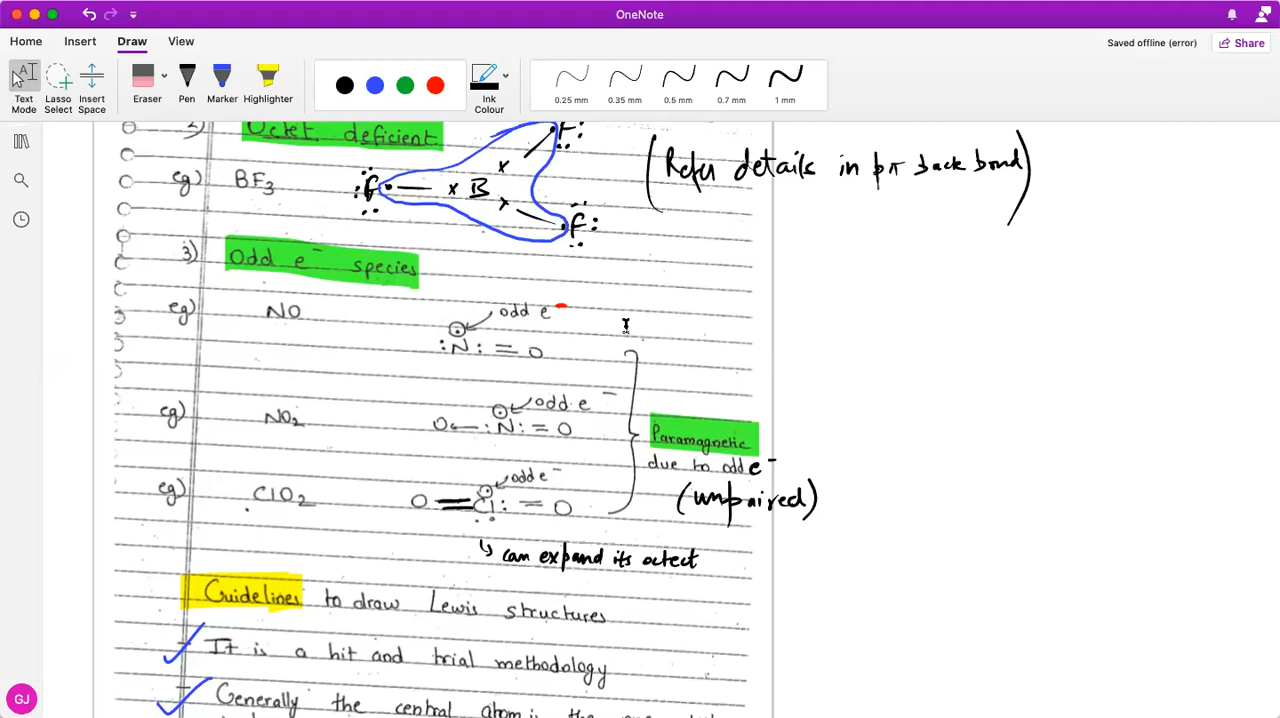 OneNote
Home Insert Draw View
Saved offline (error)
Share
Text Mode
Lasso Select
Insert Space
Eraser
Pen
Marker
Highlighter
Ink Colour
0.25 mm
0.35 mm
0.5 mm
0.7 mm
1 mm
2) Octet deficient
(Refer details in pπ back bond)
eg) BF3
F
F
x B
F
3) Odd e- species
eg) NO
odd e-
:N: = O
eg) NO2
odd e-
O :N: = O
Paramagnetic
due to odd e-
(unpaired)
eg) ClO2
odd e-
O = Cl: = O
↳ can expand its octect
Guidelines to draw Lewis structures
- It is a hit and trial methodology
- Generally the central atom is the one
GJ